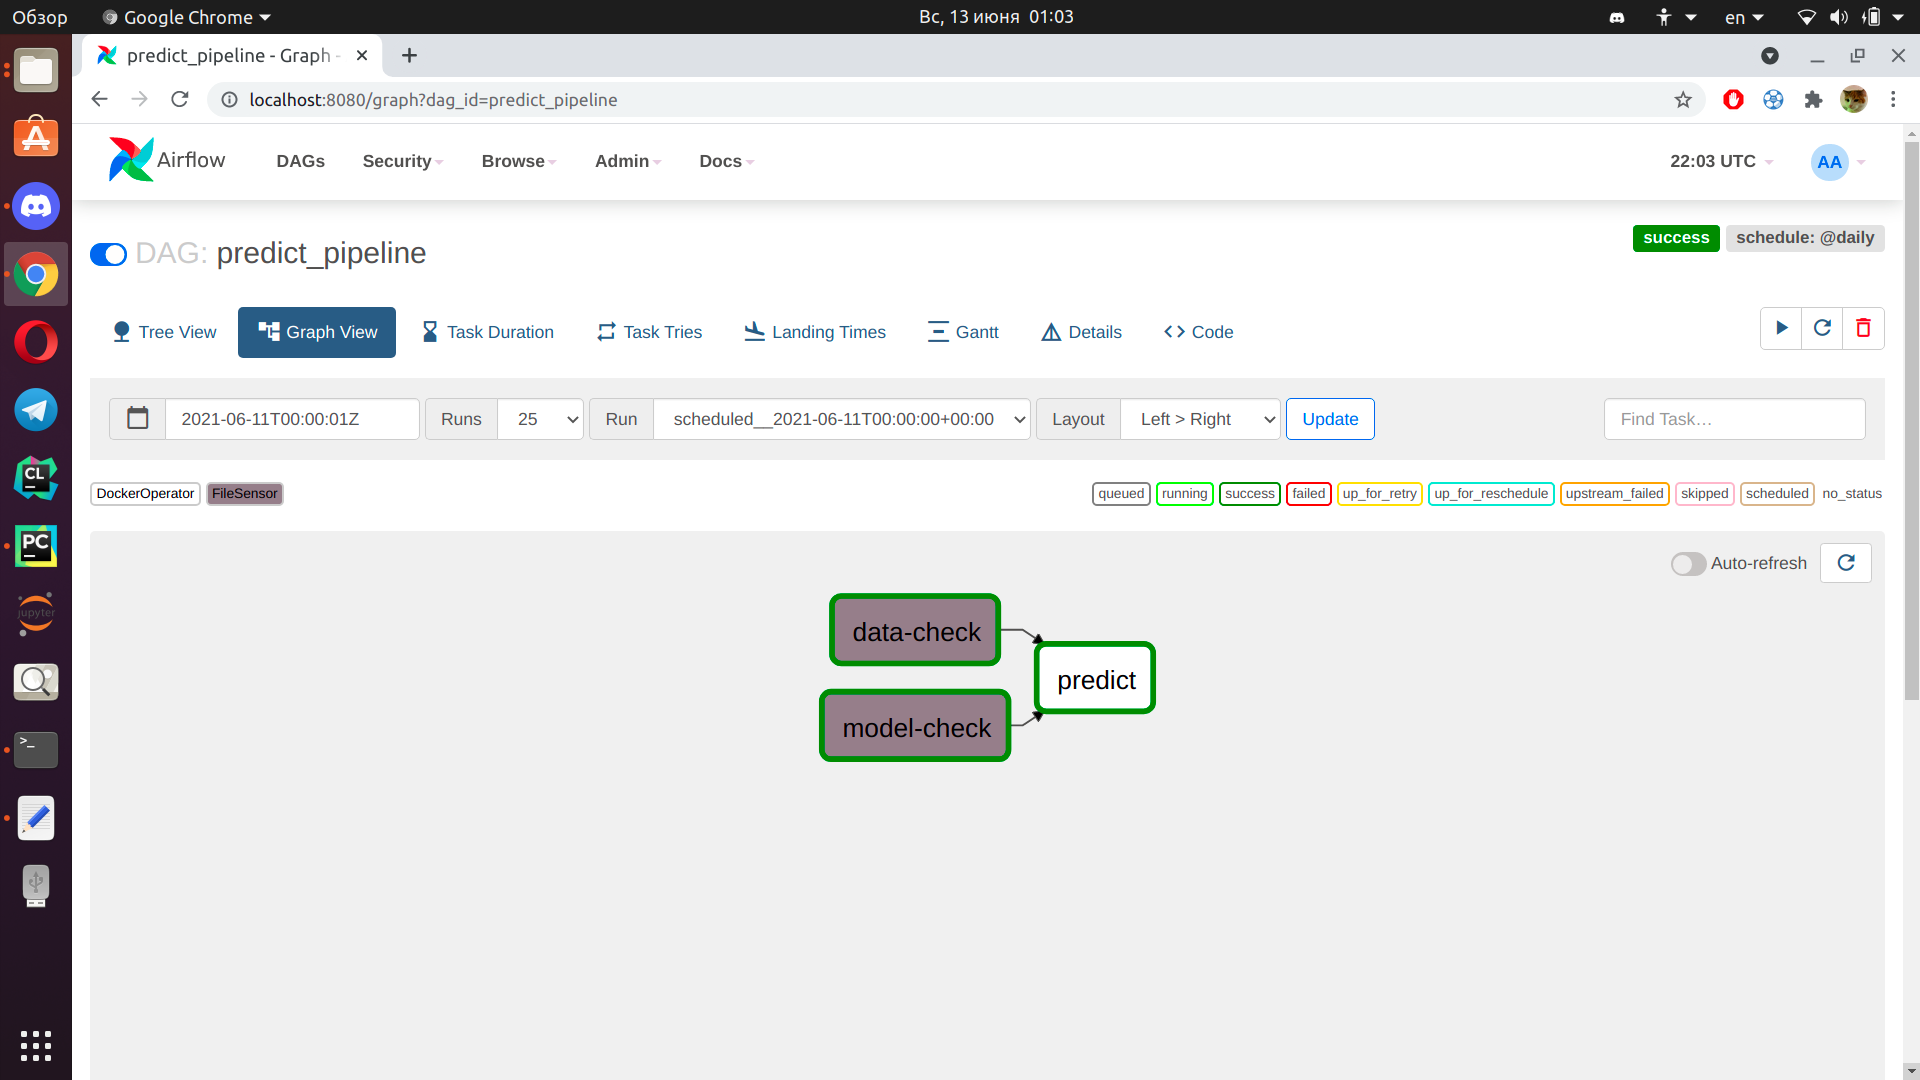 Обзор Google Chrome Вс, 13 июня 01:03 en
predict_pipeline - Graph -
localhost:8080/graph?dag_id=predict_pipeline
Airflow DAGs Security Browse Admin Docs 22:03 UTC AA
DAG: predict_pipeline success schedule: @daily
Tree View Graph View Task Duration Task Tries Landing Times Gantt Details Code
2021-06-11T00:00:01Z Runs 25 Run scheduled__2021-06-11T00:00:00+00:00 Layout Left > Right Update Find Task…
DockerOperator FileSensor queued running success failed up_for_retry up_for_reschedule upstream_failed skipped scheduled no_status
Auto-refresh
data-check
predict
model-check
CL
PC
jupyter
>_